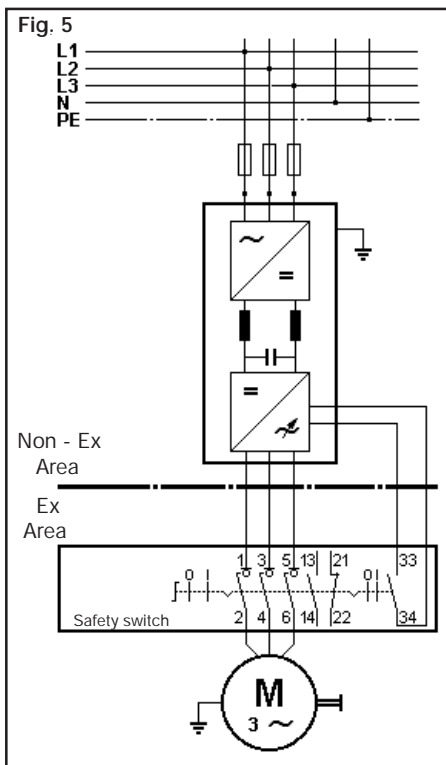 Fig. 5
L1
L2
L3
N
PE
~
=
=
~
Non - Ex
Area
Ex
Area
1 3 5 13 21 33
0 I 0 I
2 4 6 14 22 34
Safety switch
M
3 ~